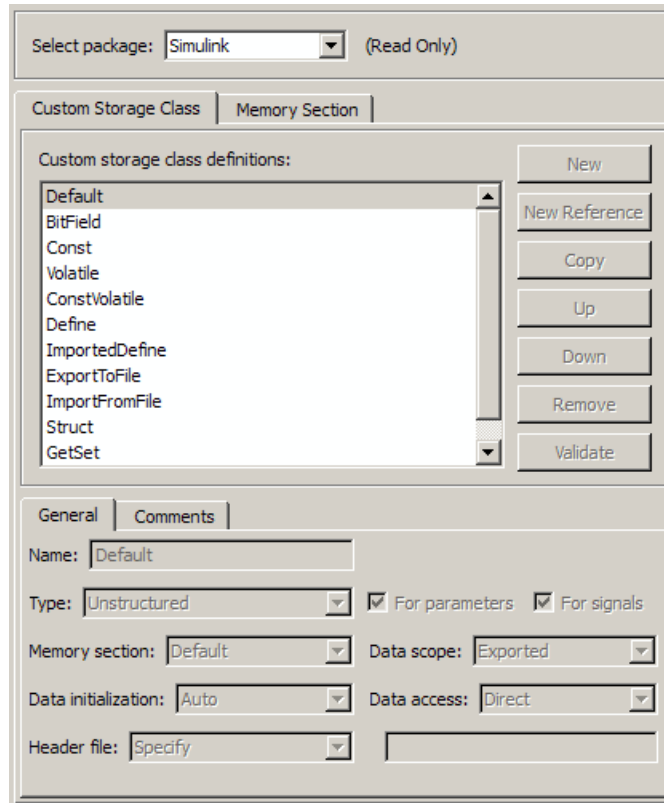 Select package: Simulink (Read Only)
Custom Storage Class Memory Section
Custom storage class definitions:
Default
BitField
Const
Volatile
ConstVolatile
Define
ImportedDefine
ExportToFile
ImportFromFile
Struct
GetSet
New
New Reference
Copy
Up
Down
Remove
Validate
General Comments
Name: Default
Type: Unstructured For parameters For signals
Memory section: Default Data scope: Exported
Data initialization: Auto Data access: Direct
Header file: Specify